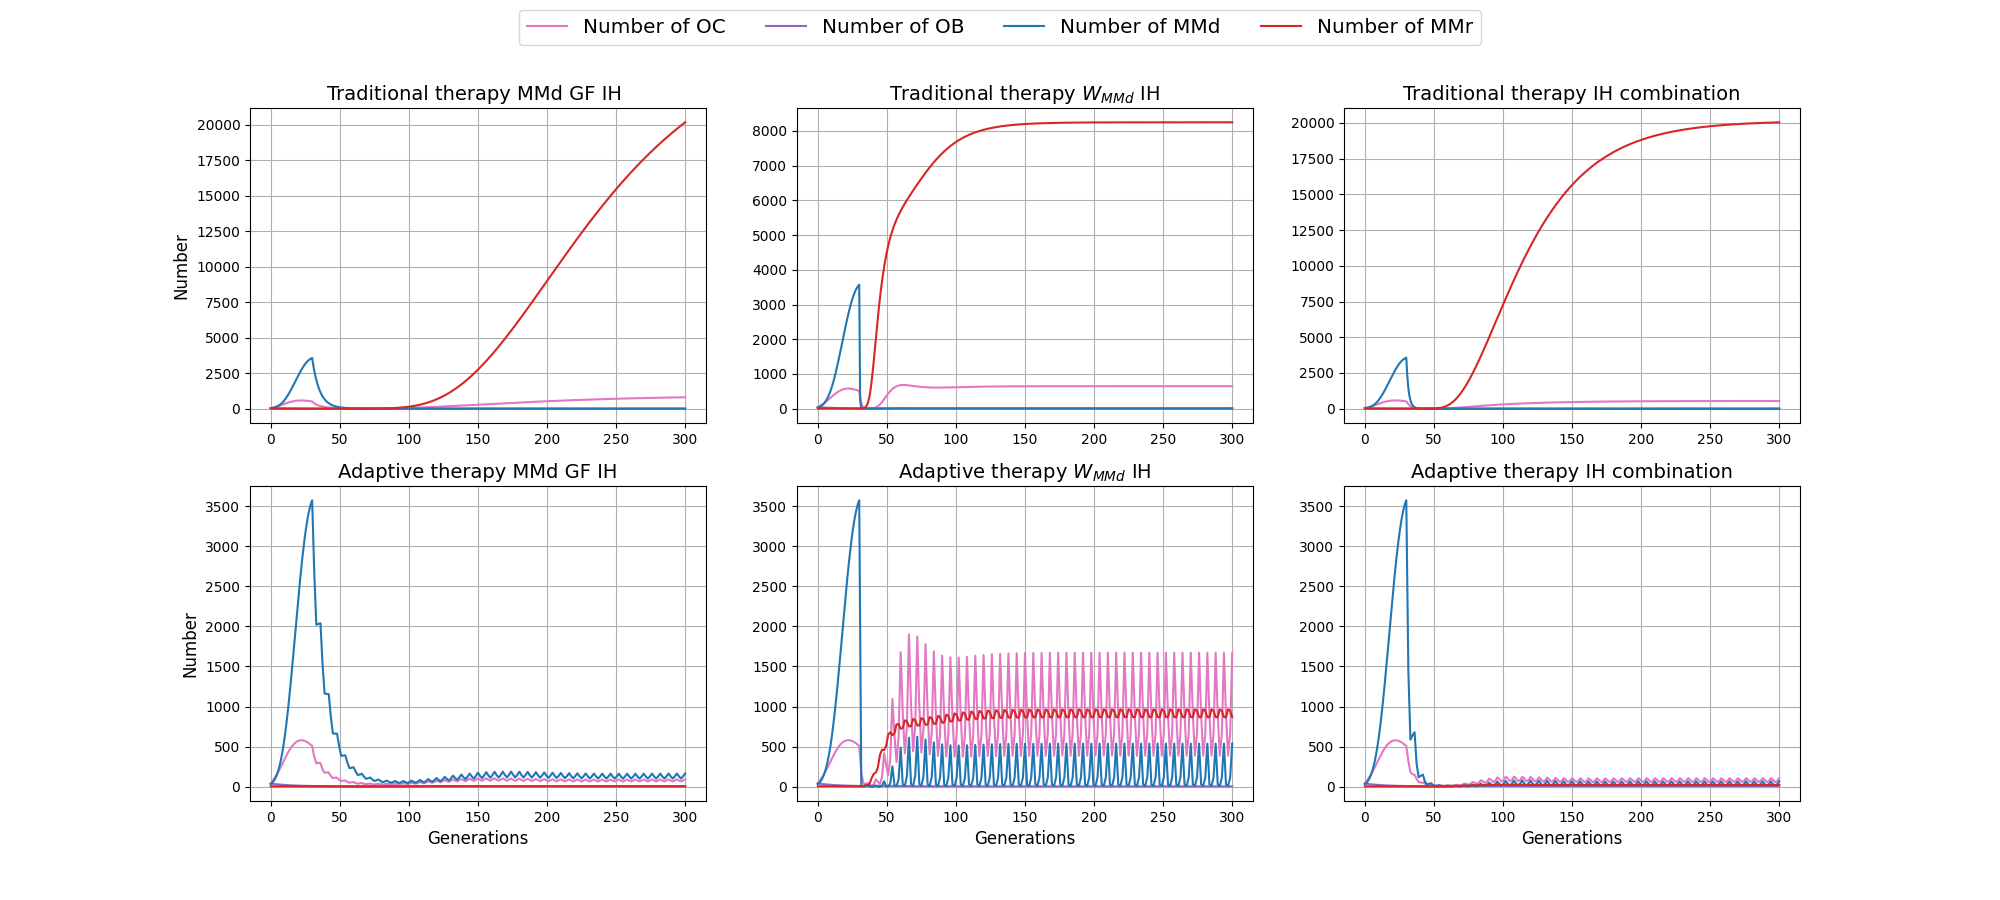 Number of OC Number of OB Number of MMd Number of MMr
Traditional therapy MMd GF IH
Number
20000
17500
15000
12500
10000
7500
5000
2500
0
0 50 100 150 200 250 300
Traditional therapy W_MMd IH
8000
7000
6000
5000
4000
3000
2000
1000
0
0 50 100 150 200 250 300
Traditional therapy IH combination
20000
17500
15000
12500
10000
7500
5000
2500
0
0 50 100 150 200 250 300
Adaptive therapy MMd GF IH
Number
3500
3000
2500
2000
1500
1000
500
0
0 50 100 150 200 250 300
Generations
Adaptive therapy W_MMd IH
3500
3000
2500
2000
1500
1000
500
0
0 50 100 150 200 250 300
Generations
Adaptive therapy IH combination
3500
3000
2500
2000
1500
1000
500
0
0 50 100 150 200 250 300
Generations